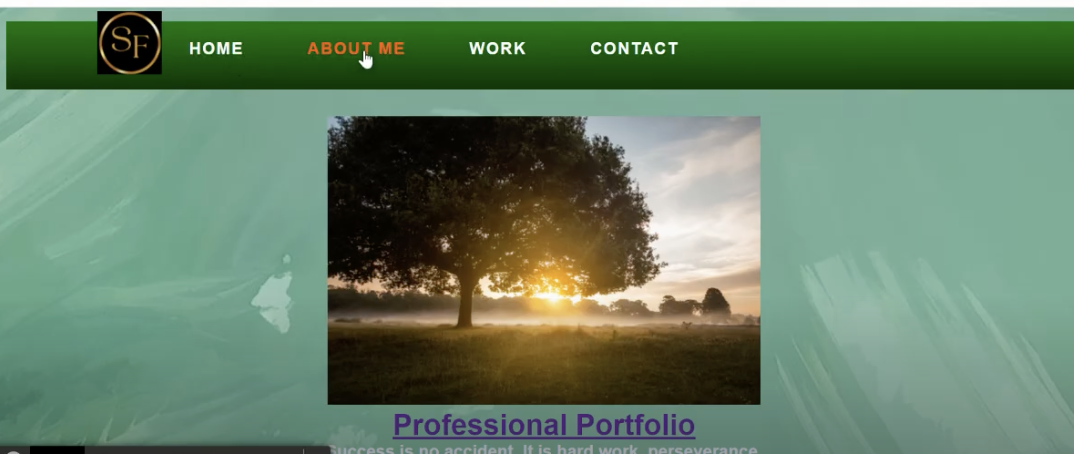 SF
HOME ABOUT ME WORK CONTACT
Professional Portfolio
Success is no accident. It is hard work, perseverance